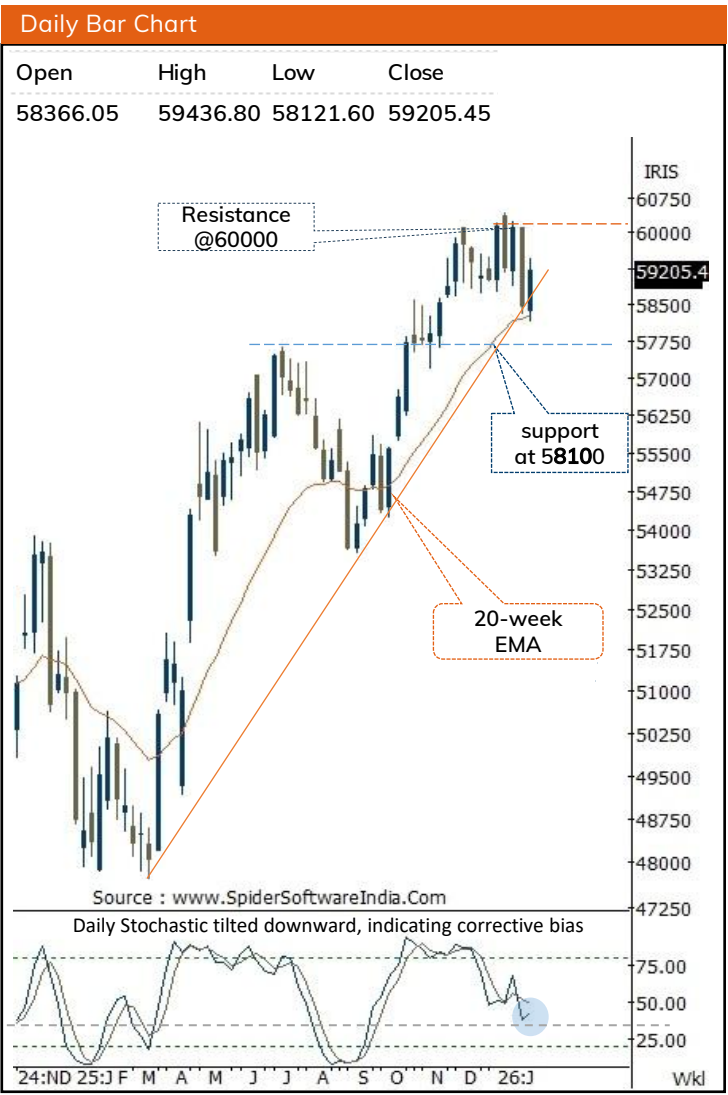 Daily Bar Chart
Open High Low Close
58366.05 59436.80 58121.60 59205.45
IRIS
60750
Resistance
@60000
60000
59205.4
58500
57750
57000
56250
support
at 58100
55500
54750
54000
53250
52500
20-week
EMA
51750
51000
50250
49500
48750
48000
Source : www.SpiderSoftwareIndia.Com
47250
Daily Stochastic tilted downward, indicating corrective bias
75.00
50.00
25.00
24:ND 25:J F M A M J J A S O N D 26:J Wkl